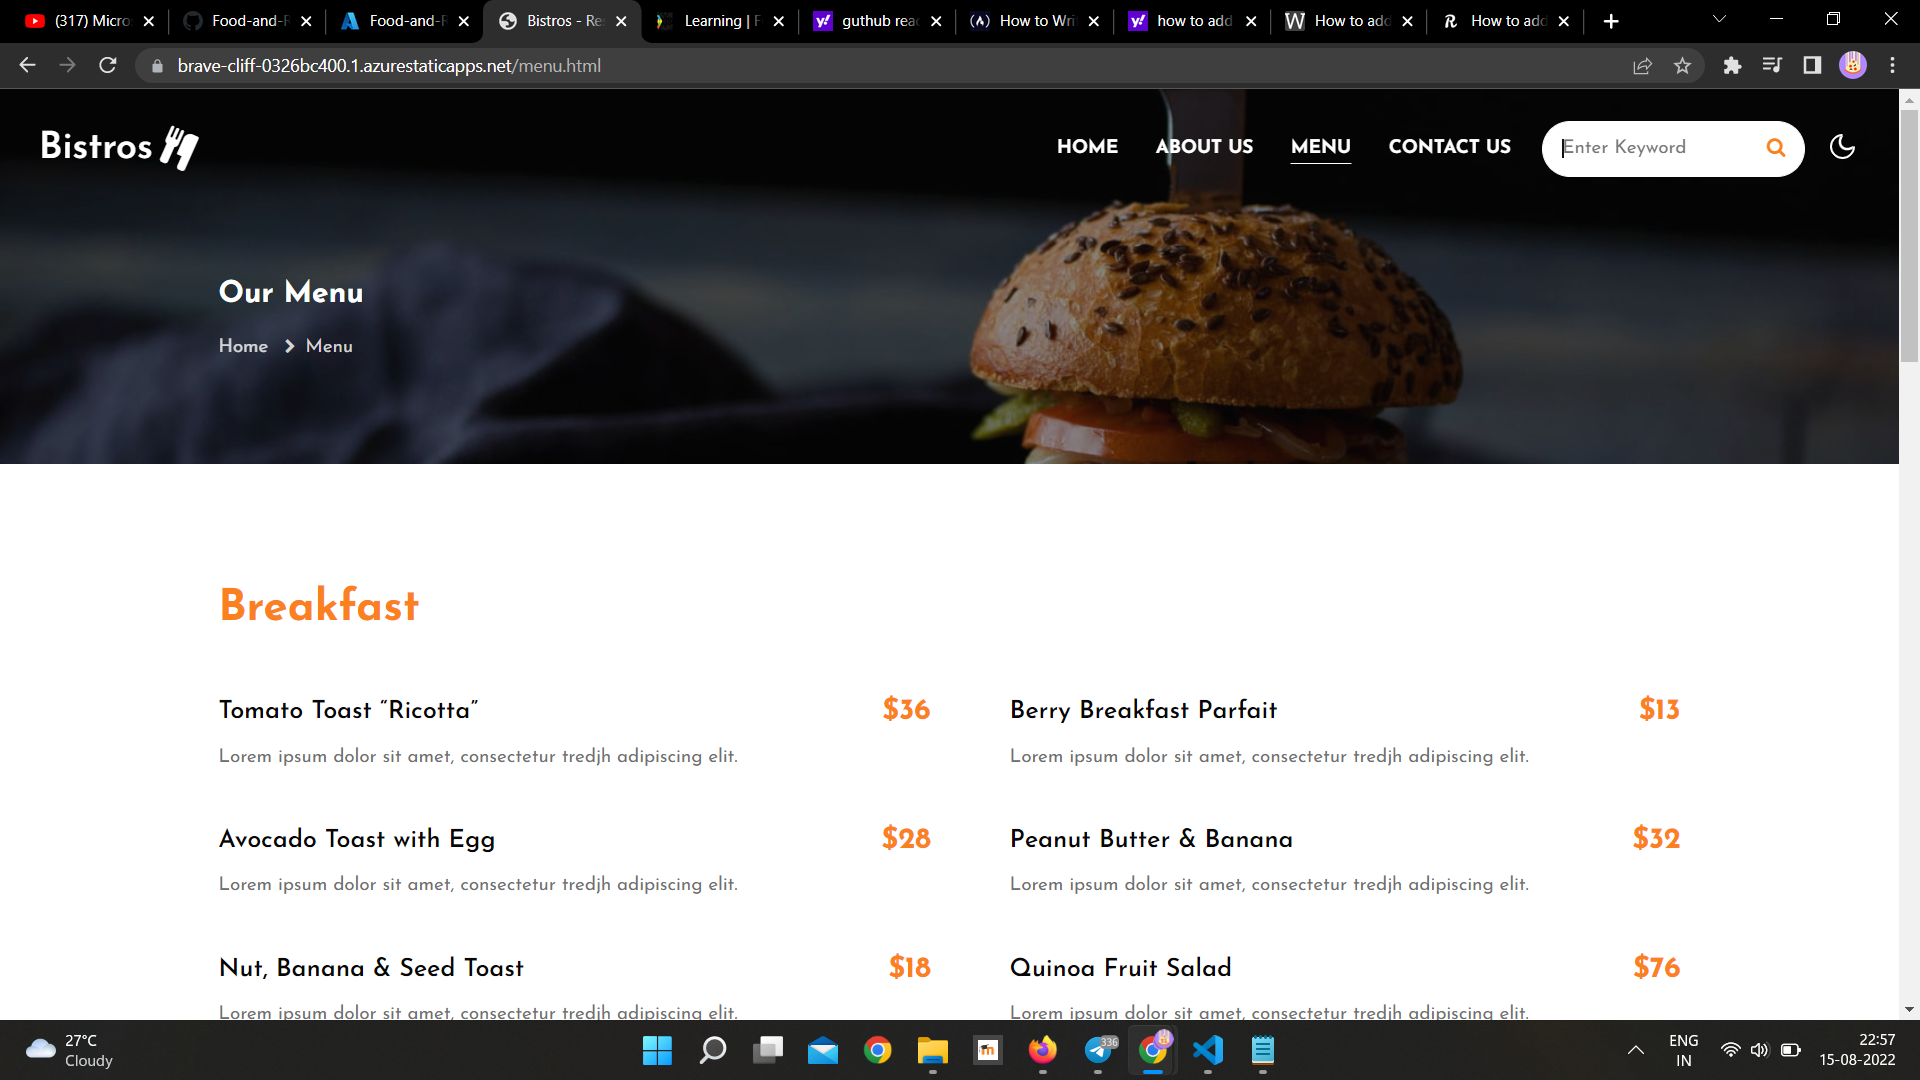 (317) Micro
Food-and-R
Food-and-R
Bistros - Res
Learning | F
guthub read
How to Writ
how to add
How to add
How to add
brave-cliff-0326bc400.1.azurestaticapps.net/menu.html
Bistros
HOME
ABOUT US
MENU
CONTACT US
Enter Keyword
Our Menu
Home
Menu
Breakfast
Tomato Toast “Ricotta”
$36
Lorem ipsum dolor sit amet, consectetur tredjh adipiscing elit.
Berry Breakfast Parfait
$13
Lorem ipsum dolor sit amet, consectetur tredjh adipiscing elit.
Avocado Toast with Egg
$28
Lorem ipsum dolor sit amet, consectetur tredjh adipiscing elit.
Peanut Butter & Banana
$32
Lorem ipsum dolor sit amet, consectetur tredjh adipiscing elit.
Nut, Banana & Seed Toast
$18
Lorem ipsum dolor sit amet, consectetur tredjh adipiscing elit.
Quinoa Fruit Salad
$76
Lorem ipsum dolor sit amet, consectetur tredjh adipiscing elit.
27°C
Cloudy
336
ENG
IN
22:57
15-08-2022